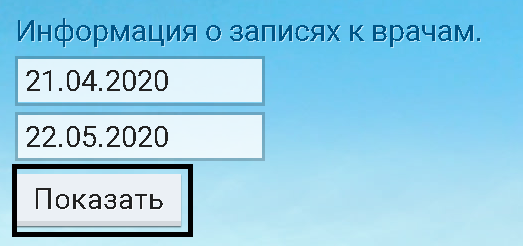 Информация о записях к врачам.
21.04.2020
22.05.2020
Показать